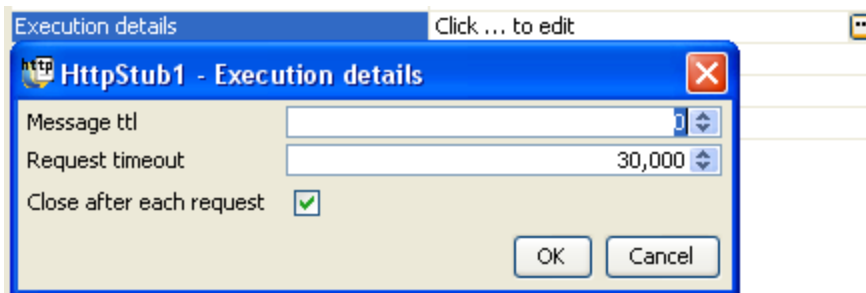 Execution details Click ... to edit
http HttpStub1 - Execution details
Message ttl 0
Request timeout 30,000
Close after each request
OK Cancel